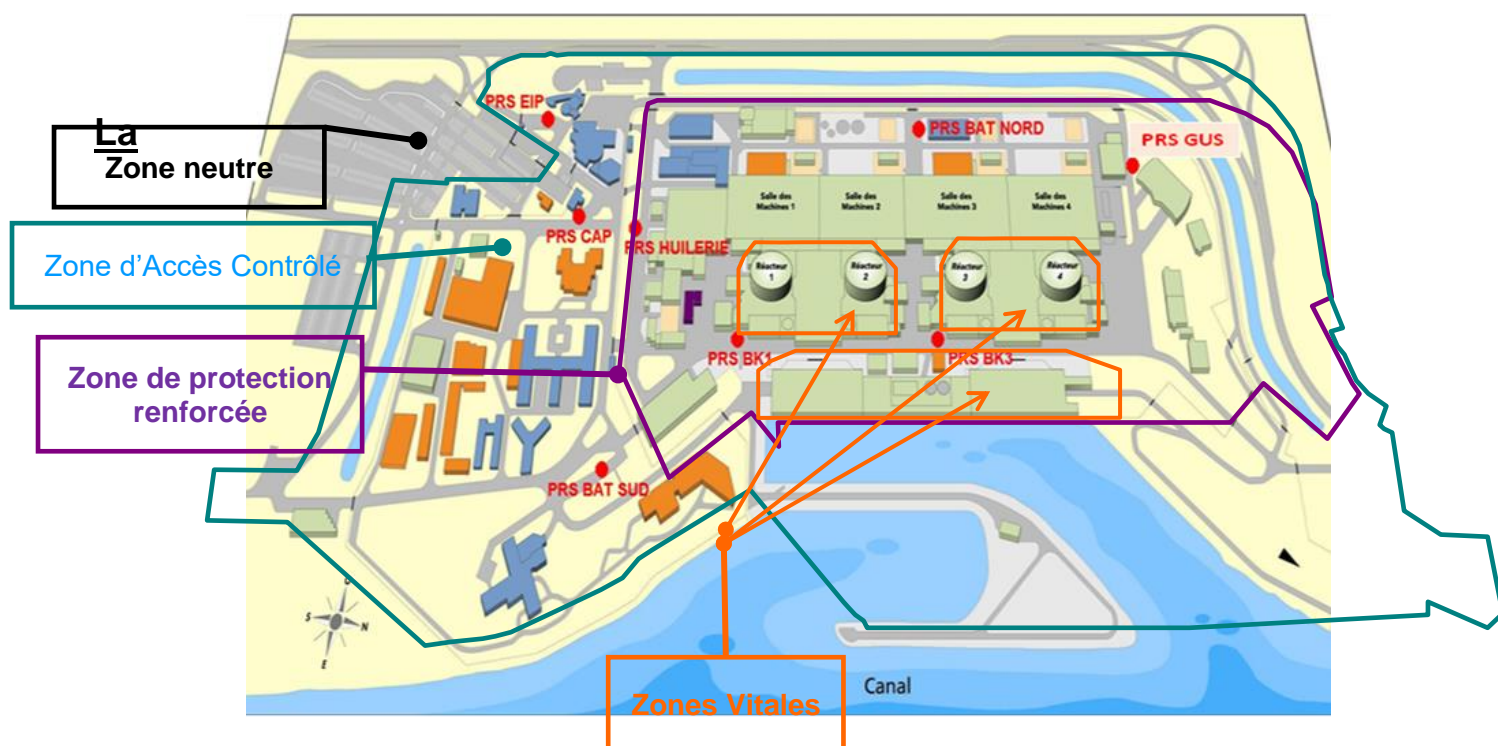 PRS EIP
La
Zone neutre
PRS BAT NORD
PRS GUS
Salle des
Machines 1
Salle des
Machines 2
Salle des
Machines 3
Salle des
Machines 4
PRS CAP
PRS HUILERIE
Zone d'Accès Contrôlé
Réacteur
1
Réacteur
2
Réacteur
3
Réacteur
4
PRS BK1
PRS BK3
Zone de protection
renforcée
PRS BAT SUD
S
N
E
Canal
Zones Vitales